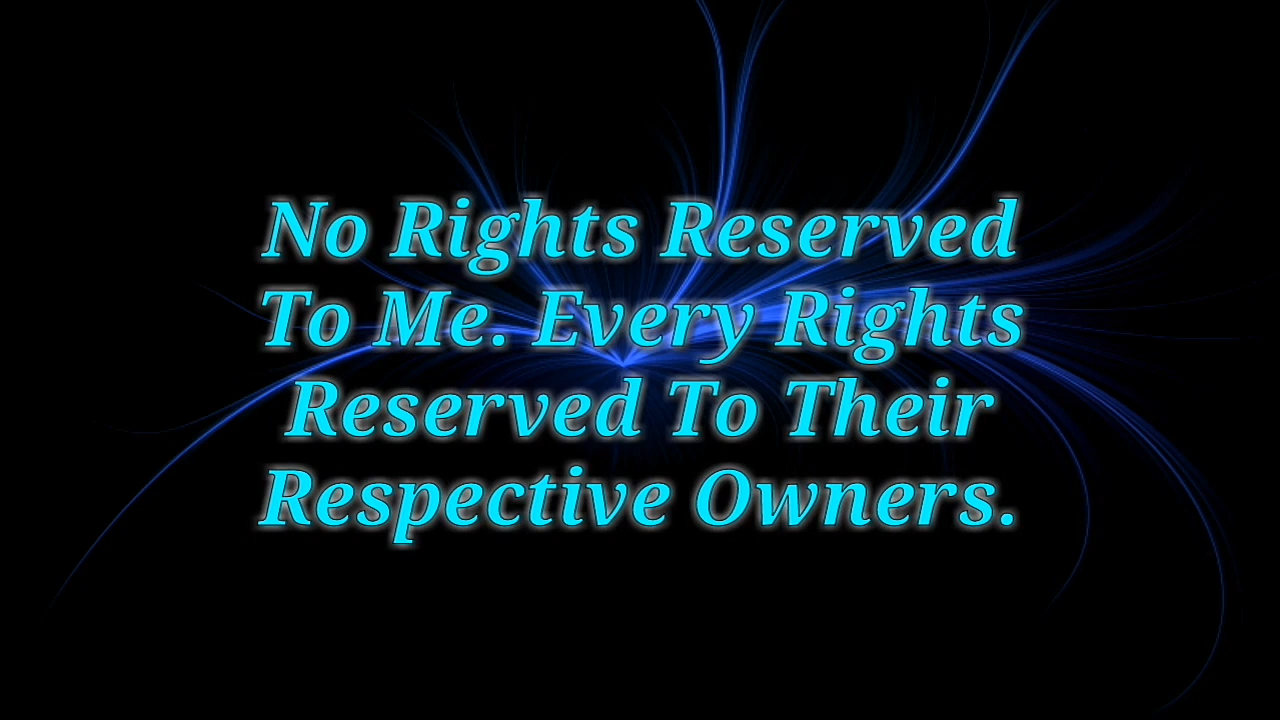 No Rights Reserved
To Me. Every Rights
Reserved To Their
Respective Owners.